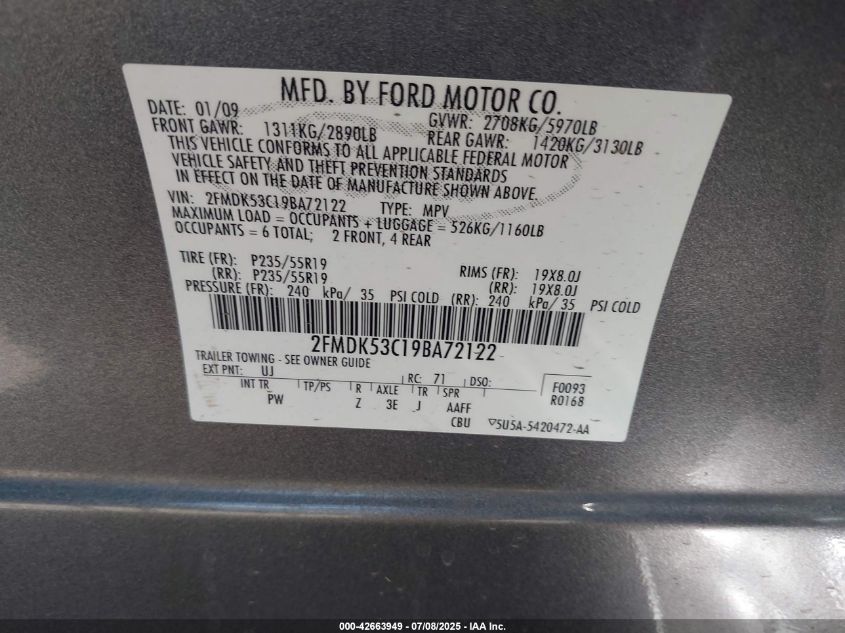 MFD. BY FORD MOTOR CO.
DATE: 01/09 GVWR: 2708KG/5970LB
FRONT GAWR: 1311KG/2890LB REAR GAWR: 1420KG/3130LB
THIS VEHICLE CONFORMS TO ALL APPLICABLE FEDERAL MOTOR
VEHICLE SAFETY AND THEFT PREVENTION STANDARDS
IN EFFECT ON THE DATE OF MANUFACTURE SHOWN ABOVE
VIN: 2FMDK53C19BA72122 TYPE: MPV
MAXIMUM LOAD = OCCUPANTS + LUGGAGE = 526KG/1160LB
OCCUPANTS = 6 TOTAL; 2 FRONT, 4 REAR
TIRE (FR): P235/55R19 RIMS (FR): 19X8.0J
(RR): P235/55R19 (RR): 19X8.0J
PRESSURE (FR): 240 kPa/ 35 PSI COLD (RR): 240 kPa/ 35 PSI COLD
2FMDK53C19BA72122
TRAILER TOWING - SEE OWNER GUIDE
EXT PNT: UJ RC: 71 DSO: F0093
INT TR TP/PS R AXLE TR SPR R0168
PW Z 3E J AAFF
CBU 5U5A-5420472-AA
000-42663949 - 07/08/2025 - IAA Inc.